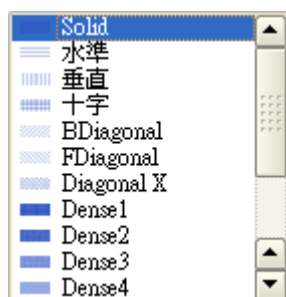 Solid
水準
垂直
十字
BDiagonal
FDiagonal
Diagonal X
Dense1
Dense2
Dense3
Dense4